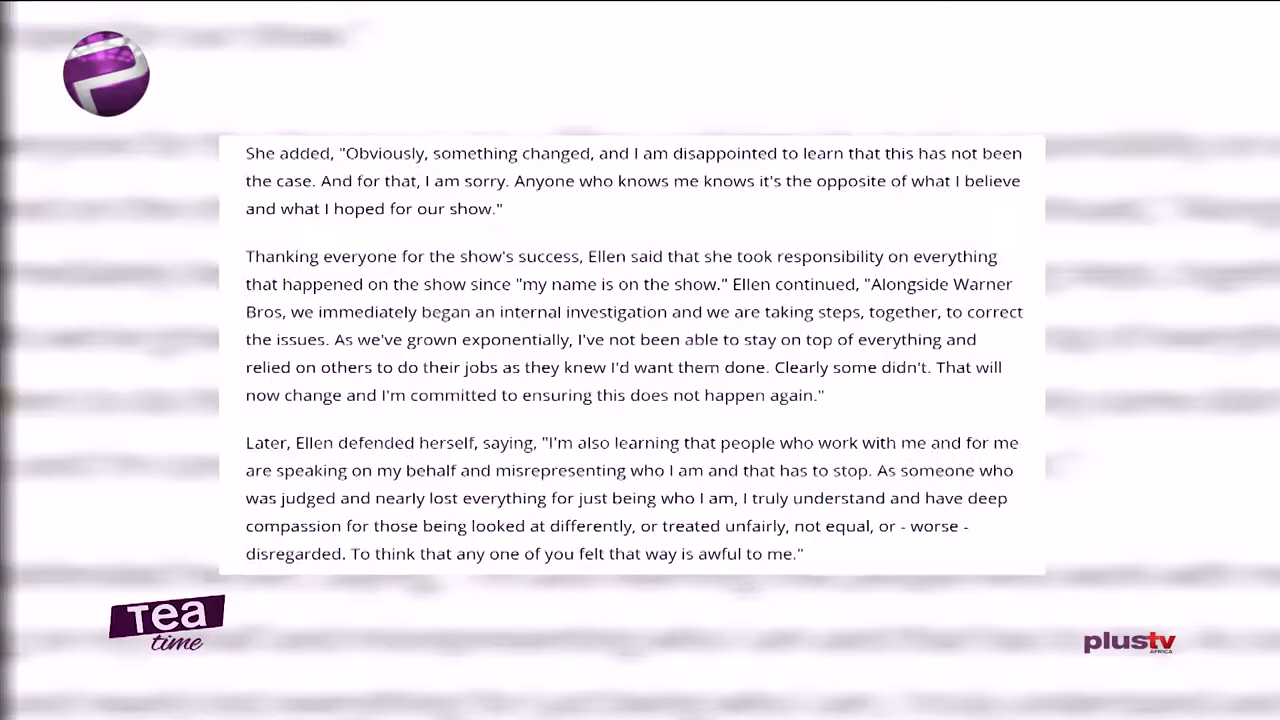 She added, "Obviously, something changed, and I am disappointed to learn that this has not been
the case. And for that, I am sorry. Anyone who knows me knows it's the opposite of what I believe
and what I hoped for our show."
Thanking everyone for the show's success, Ellen said that she took responsibility on everything
that happened on the show since "my name is on the show." Ellen continued, "Alongside Warner
Bros, we immediately began an internal investigation and we are taking steps, together, to correct
the issues. As we've grown exponentially, I've not been able to stay on top of everything and
relied on others to do their jobs as they knew I'd want them done. Clearly some didn't. That will
now change and I'm committed to ensuring this does not happen again."
Later, Ellen defended herself, saying, "I'm also learning that people who work with me and for me
are speaking on my behalf and misrepresenting who I am and that has to stop. As someone who
was judged and nearly lost everything for just being who I am, I truly understand and have deep
compassion for those being looked at differently, or treated unfairly, not equal, or - worse -
disregarded. To think that any one of you felt that way is awful to me."
Tea
time
plustv
AFRICA